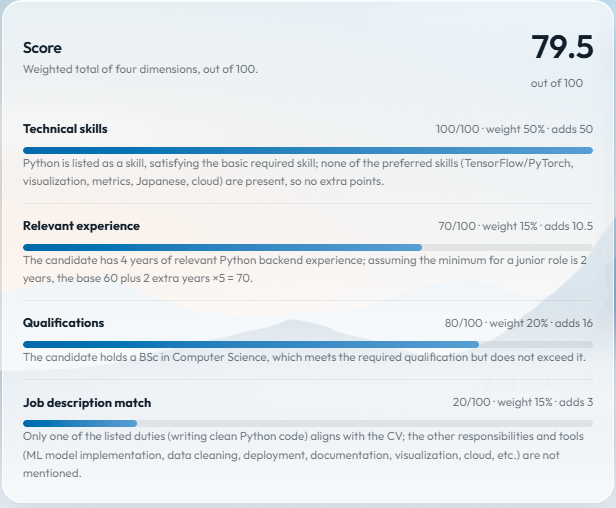 Score
Weighted total of four dimensions, out of 100.
79.5
out of 100
Technical skills
100/100 · weight 50% · adds 50
Python is listed as a skill, satisfying the basic required skill; none of the preferred skills (TensorFlow/PyTorch,
visualization, metrics, Japanese, cloud) are present, so no extra points.
Relevant experience
70/100 · weight 15% · adds 10.5
The candidate has 4 years of relevant Python backend experience; assuming the minimum for a junior role is 2
years, the base 60 plus 2 extra years ×5 = 70.
Qualifications
80/100 · weight 20% · adds 16
The candidate holds a BSc in Computer Science, which meets the required qualification but does not exceed it.
Job description match
20/100 · weight 15% · adds 3
Only one of the listed duties (writing clean Python code) aligns with the CV; the other responsibilities and tools
(ML model implementation, data cleaning, deployment, documentation, visualization, cloud, etc.) are not
mentioned.